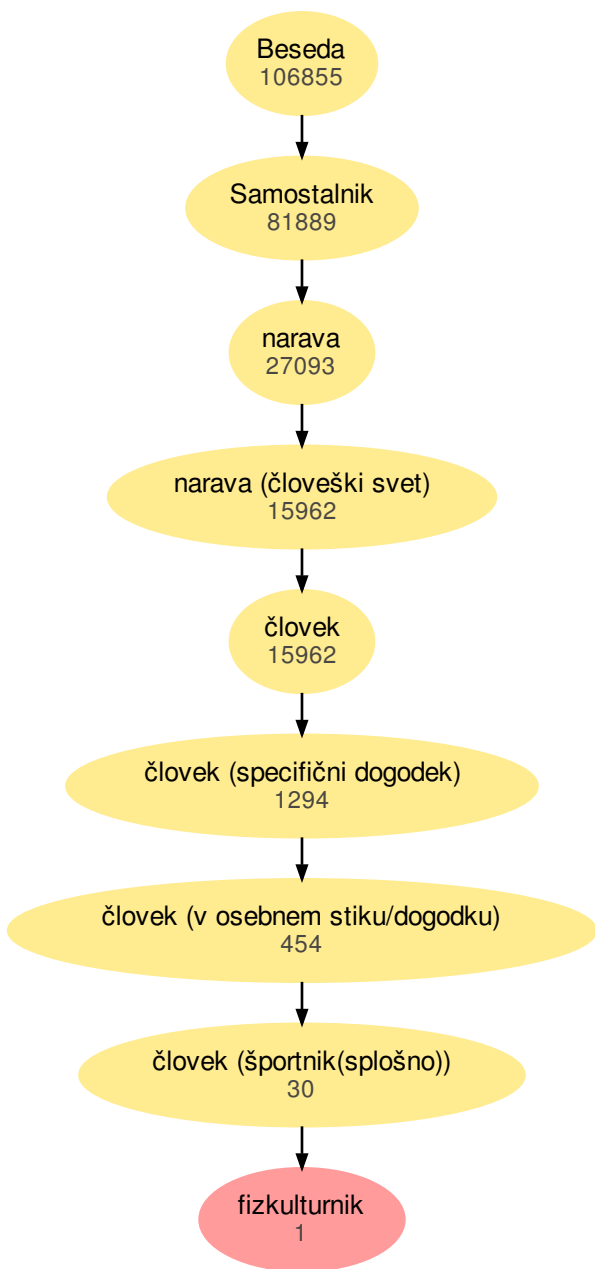 Beseda
106855
Samostalnik
81889
narava
27093
narava (človeški svet)
15962
človek
15962
človek (specifični dogodek)
1294
človek (v osebnem stiku/dogodku)
454
človek (športnik(splošno))
30
fizkulturnik
1